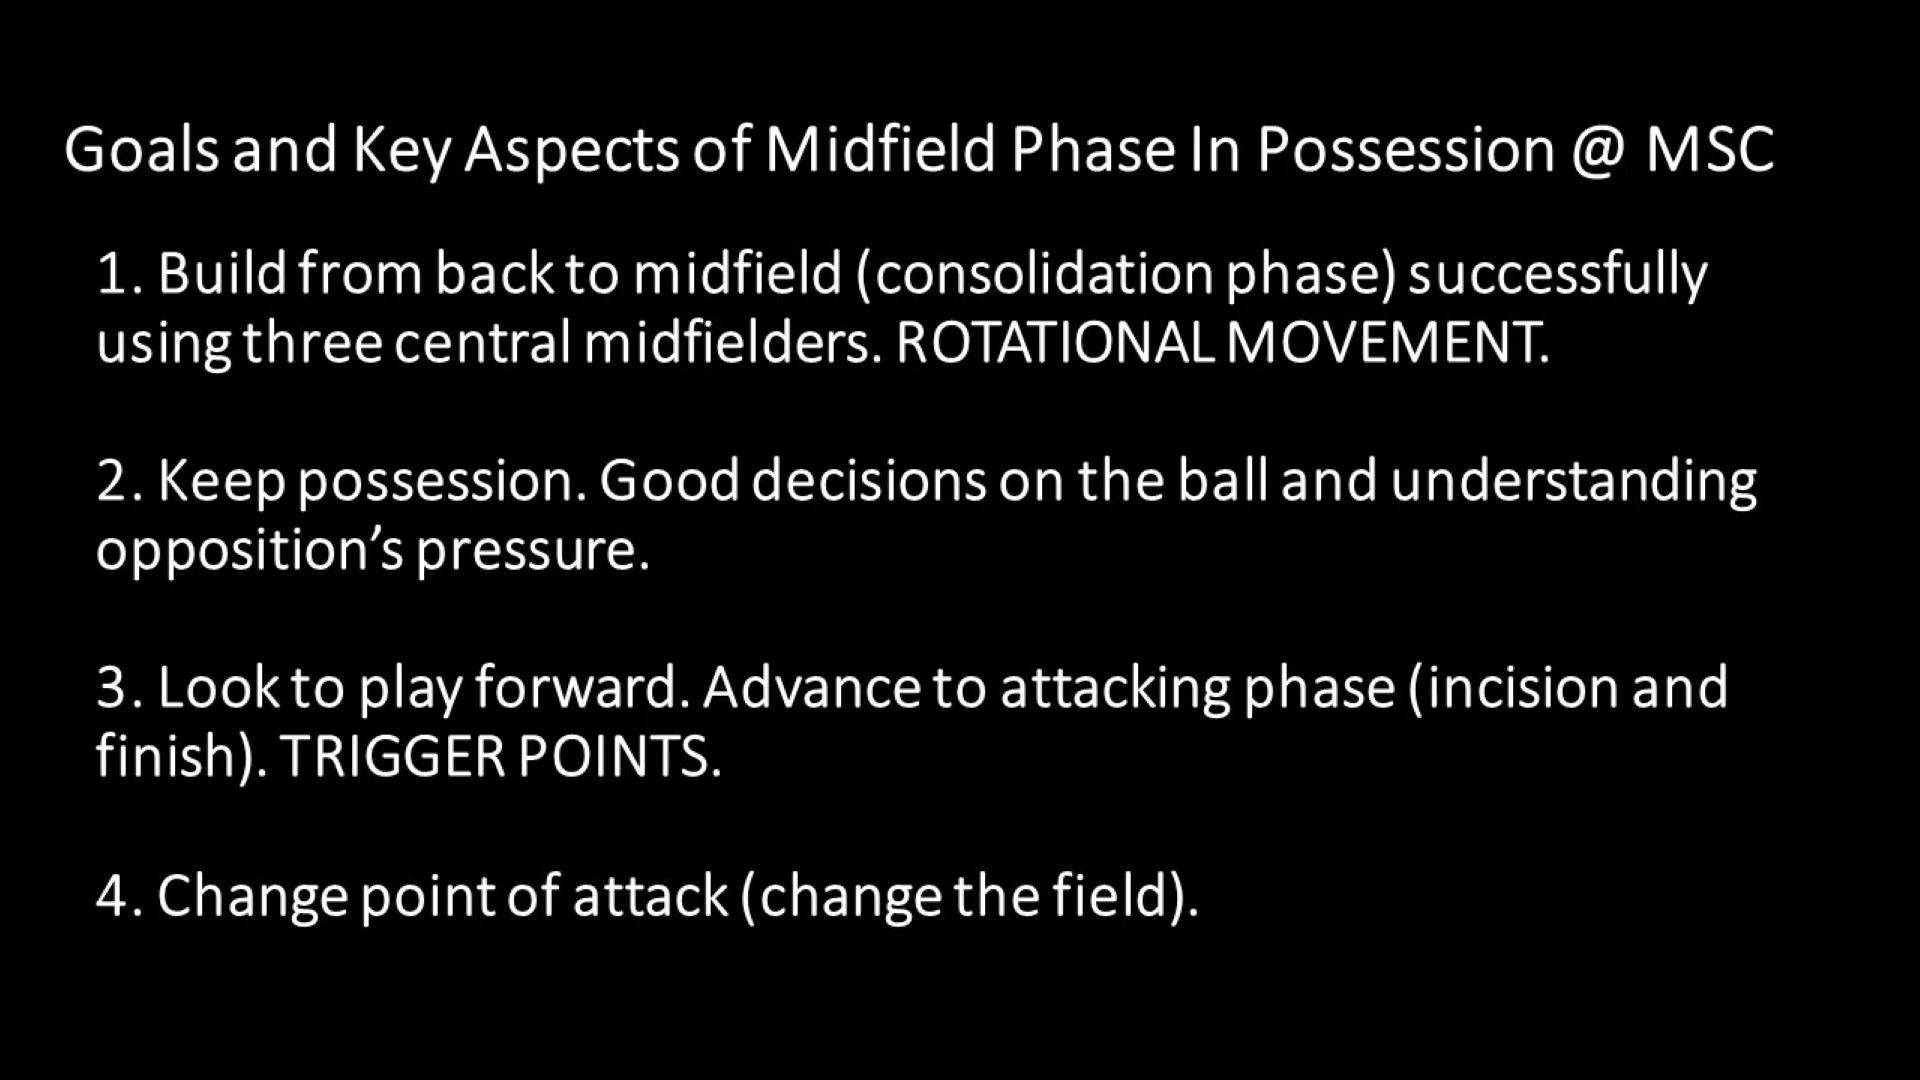 Goals and Key Aspects of Midfield Phase In Possession @ MSC
1. Build from back to midfield (consolidation phase) successfully
using three central midfielders. ROTATIONAL MOVEMENT.
2. Keep possession. Good decisions on the ball and understanding
opposition’s pressure.
3. Look to play forward. Advance to attacking phase (incision and
finish). TRIGGER POINTS.
4. Change point of attack (change the field).